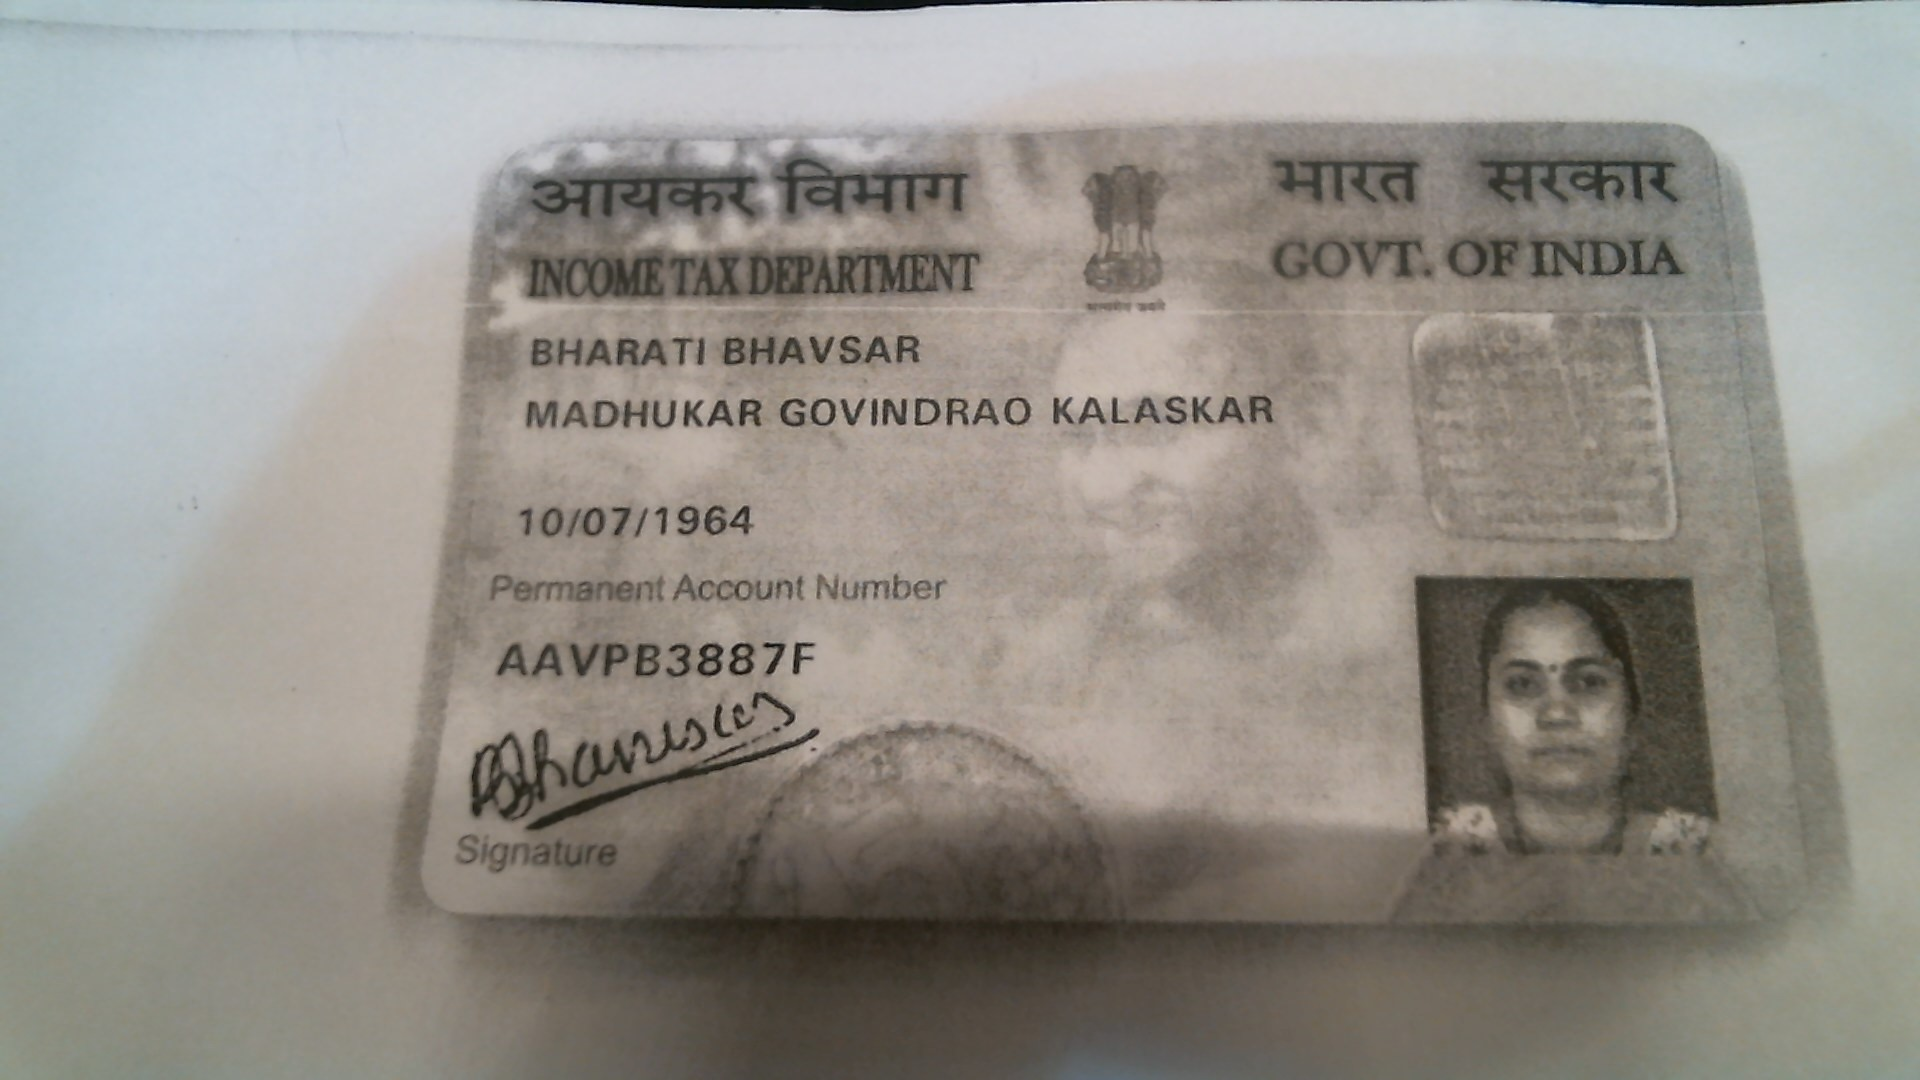 आयकर विभाग
INCOME TAX DEPARTMENT
भारत सरकार
GOVT. OF INDIA
BHARATI BHAVSAR
MADHUKAR GOVINDRAO KALASKAR
10/07/1964
Permanent Account Number
AAVPB3887F
Signature